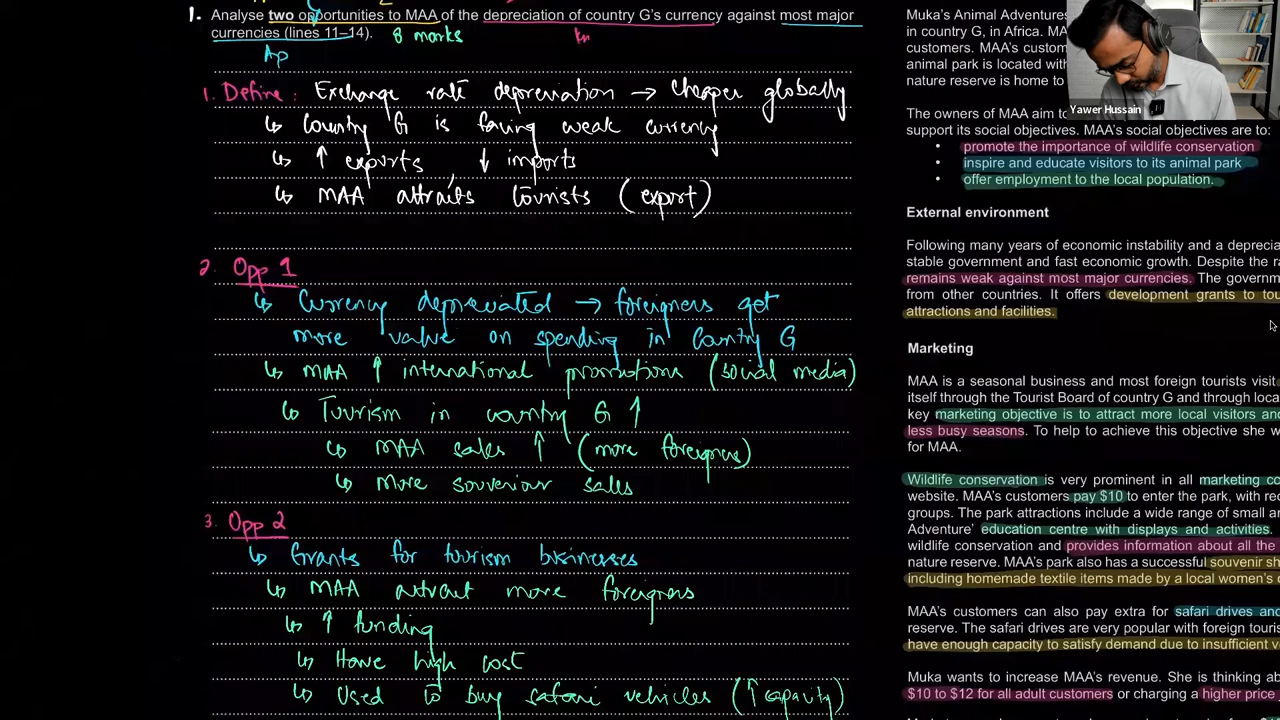 1. Analyse two opportunities to MAA of the depreciation of country G's currency against most major
currencies (lines 11–14). 8 marks
Kn
Ap
1. Define: Exchange rate depreviation → cheaper globally
↳ Country G is facing weak currency
↳ ↑ exports, ↓ imports
↳ MAA attraits tourists (export)
2. Opp 1
↳ Currency depreviated → foreigners get
more value on spending in Country G
↳ MAA ↑ international promotions (social media)
↳ Tourism in country G ↑
↳ MAA sales ↑ (more foreigners)
↳ More souveniour sales
3. Opp 2
↳ Grants for tourism businesses
↳ MAA attract more foreigners
↳ ↑ funding
↳ Have high cost
↳ Used to buy safari vehicles (↑ capacity)
Muka's Animal Adventures
in country G, in Africa. MA
customers. MAA's custom
animal park is located with
nature reserve is home to
Yawer Hussain
The owners of MAA aim to
support its social objectives. MAA's social objectives are to:
• promote the importance of wildlife conservation
• inspire and educate visitors to its animal park
• offer employment to the local population.
External environment
Following many years of economic instability and a deprecia
stable government and fast economic growth. Despite the ra
remains weak against most major currencies. The governm
from other countries. It offers development grants to tou
attractions and facilities.
Marketing
MAA is a seasonal business and most foreign tourists visit
itself through the Tourist Board of country G and through loca
key marketing objective is to attract more local visitors and
less busy seasons. To help to achieve this objective she w
for MAA.
Wildlife conservation is very prominent in all marketing co
website. MAA's customers pay $10 to enter the park, with red
groups. The park attractions include a wide range of small an
Adventure' education centre with displays and activities.
wildlife conservation and provides information about all the
nature reserve. MAA's park also has a successful souvenir sh
including homemade textile items made by a local women's c
MAA's customers can also pay extra for safari drives and
reserve. The safari drives are very popular with foreign touris
have enough capacity to satisfy demand due to insufficient ve
Muka wants to increase MAA's revenue. She is thinking ab
$10 to $12 for all adult customers or charging a higher price